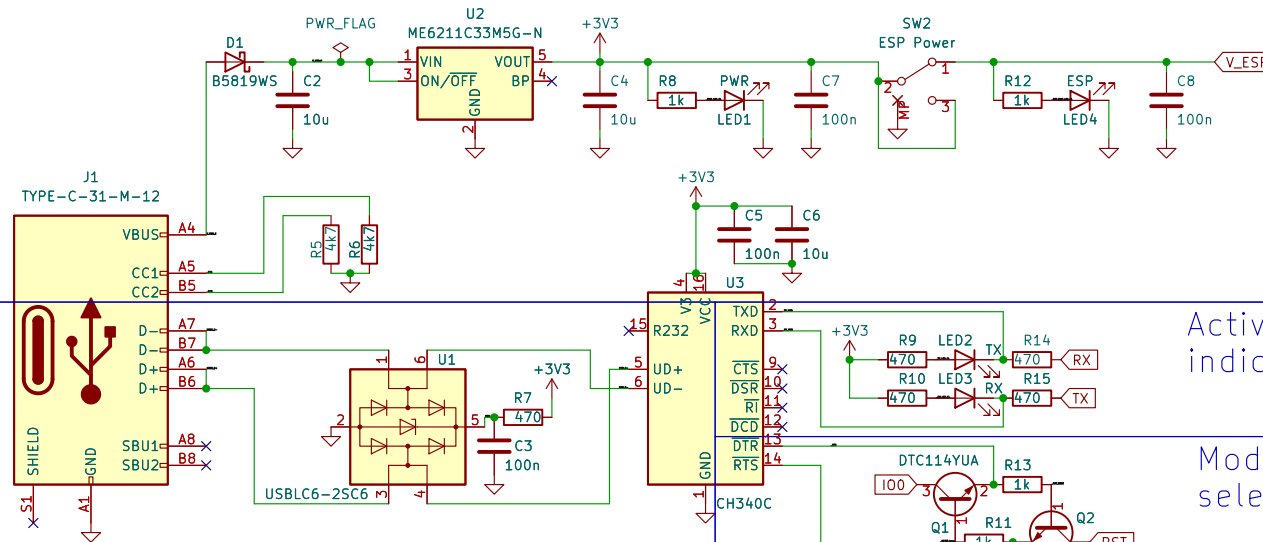 PWR_FLAG
D1
B5819WS
C2
10u
U2
ME6211C33M5G-N
1 VIN
3 ON/OFF
VOUT 5
BP 4
GND
2
+3V3
C4
10u
R8
1k
PWR
LED1
C7
100n
SW2
ESP Power
1
2
3
MP
R12
1k
ESP
LED4
C8
100n
V_ESP
J1
TYPE-C-31-M-12
VBUS A4
CC1 A5
CC2 B5
D- A7
D- B7
D+ A6
D+ B6
SBU1 A8
SBU2 B8
SHIELD
GND
S1
A1
R5
4k7
R6
4k7
U1
1
6
2
5
3
4
USBLC6-2SC6
+3V3
R7
470
C3
100n
+3V3
C5
100n
C6
10u
U3
4
16
V3
VCC
15 R232
5 UD+
6 UD-
TXD 2
RXD 3
CTS 9
DSR 10
RI 11
DCD 12
DTR 13
RTS 14
GND
1
CH340C
+3V3
R9
470
LED2
TX
R14
470
RX
R10
470
LED3
RX
R15
470
TX
Activ
indic
Mod
sele
DTC114YUA
IO0
3
2
1
Q1
R13
1k
R11
1k
1
Q2
RST